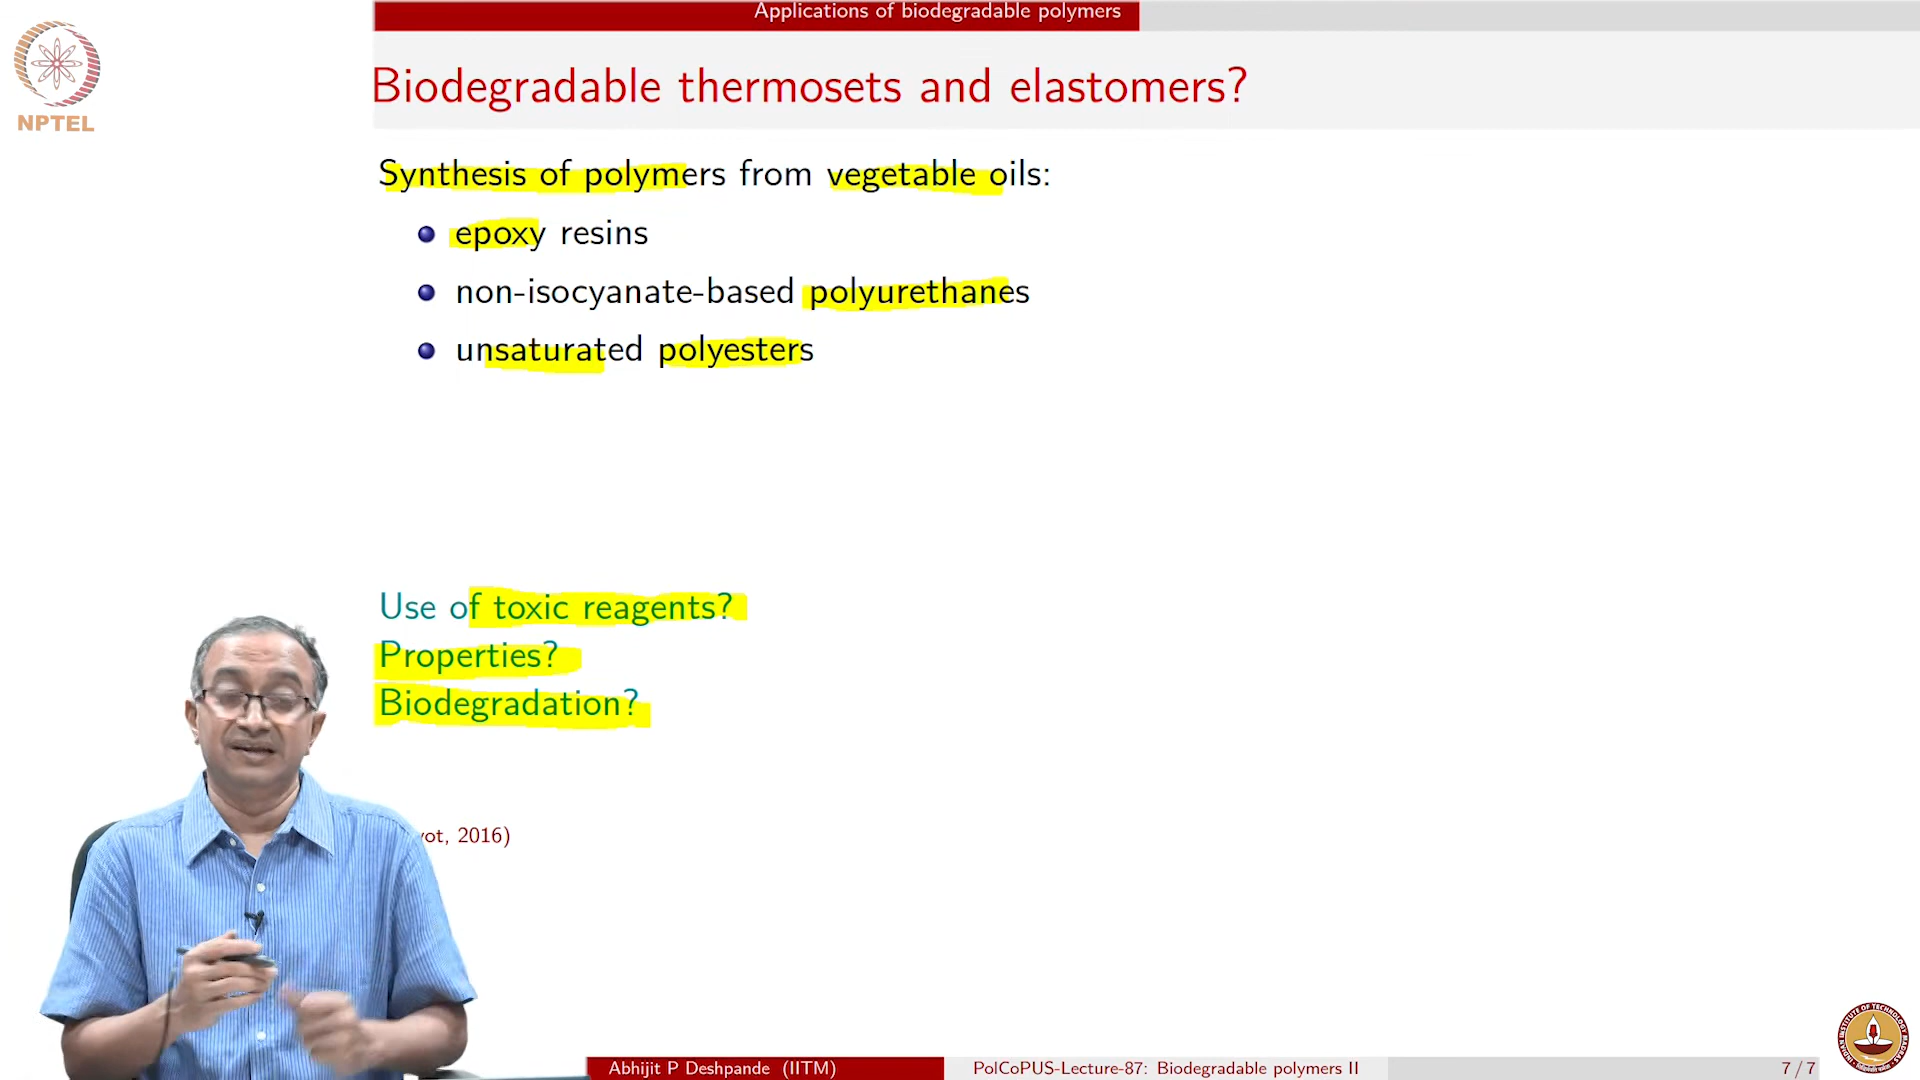 Applications of biodegradable polymers
NPTEL
Biodegradable thermosets and elastomers?
Synthesis of polymers from vegetable oils:
epoxy resins
non-isocyanate-based polyurethanes
unsaturated polyesters
Use of toxic reagents?
Properties?
Biodegradation?
2016)
Abhijit P Deshpande (IITM)
PolCoPUS-Lecture-87: Biodegradable polymers II
7 / 7